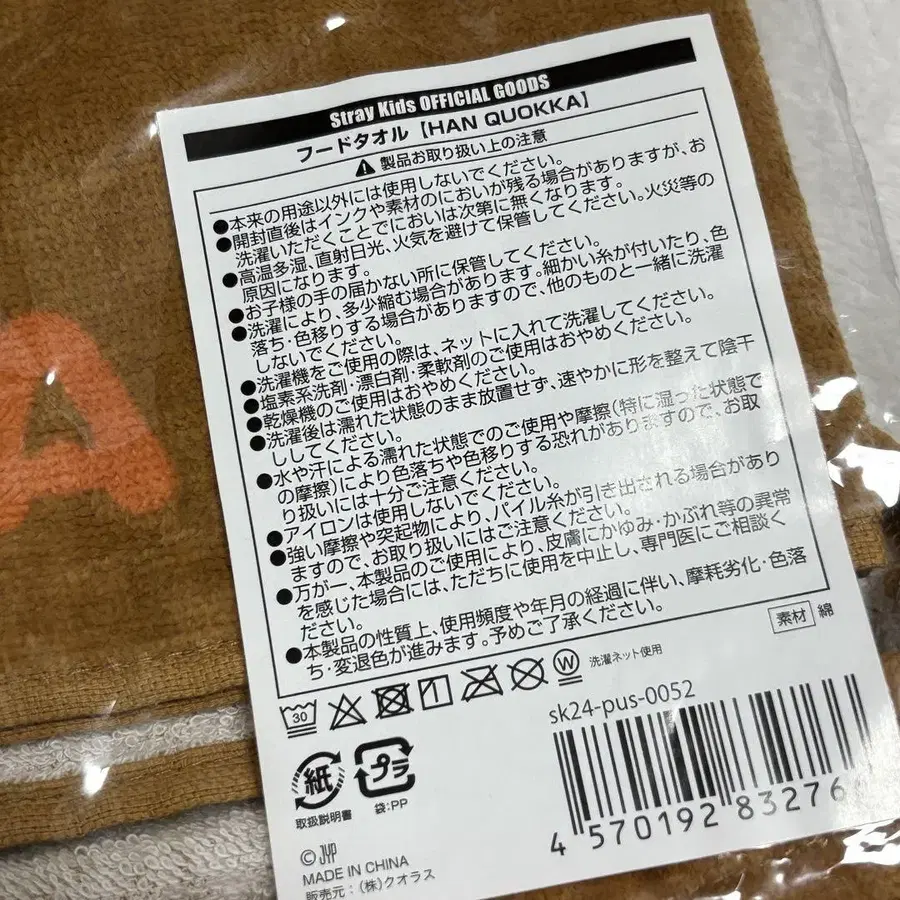 Stray Kids OFFICIAL GOODS
フードタオル【HAN QUOKKA】
製品お取り扱い上の注意
●本来の用途以外には使用しないでください。
●開封直後はインクや素材のにおいが残る場合がありますが、お
洗濯いただくことでにおいは次第に無くなります。
●高温多湿、直射日光、火気を避けて保管してください。火災等の
原因になります。
●お子様の手の届かない所に保管してください。
●洗濯により、多少縮む場合があります。細かい糸が付いたり、色
落ち・色移りする場合がありますので、他のものと一緒に洗濯
しないでください。
●洗濯機をご使用の際は、ネットに入れて洗濯してください。
●塩素系洗剤・漂白剤・柔軟剤のご使用はおやめください。
●乾燥機のご使用はおやめください。
●洗濯後は濡れた状態のまま放置せず、速やかに形を整えて陰干
ししてください。
●水や汗による濡れた状態でのご使用や摩擦(特に湿った状態で
の摩擦)により色落ちや色移りする恐れがありますので、お取
り扱いには十分ご注意ください。
●アイロンは使用しないでください。
●強い摩擦や突起物により、パイル糸が引き出される場合があり
ますので、お取り扱いにはご注意ください。
●万が一、本製品のご使用により、皮膚にかゆみ・かぶれ等の異常
を感じた場合には、ただちに使用を中止し、専門医にご相談く
ださい。
●本製品の性質上、使用頻度や年月の経過に伴い、摩耗劣化・色落
ち・変退色が進みます。予めご了承ください。
素材 綿
30
W
洗濯ネット使用
sk24-pus-0052
紙
取扱説明書
プラ
袋:PP
4 570192 83276
© JYP
MADE IN CHINA
販売元:(株)クオラス
A